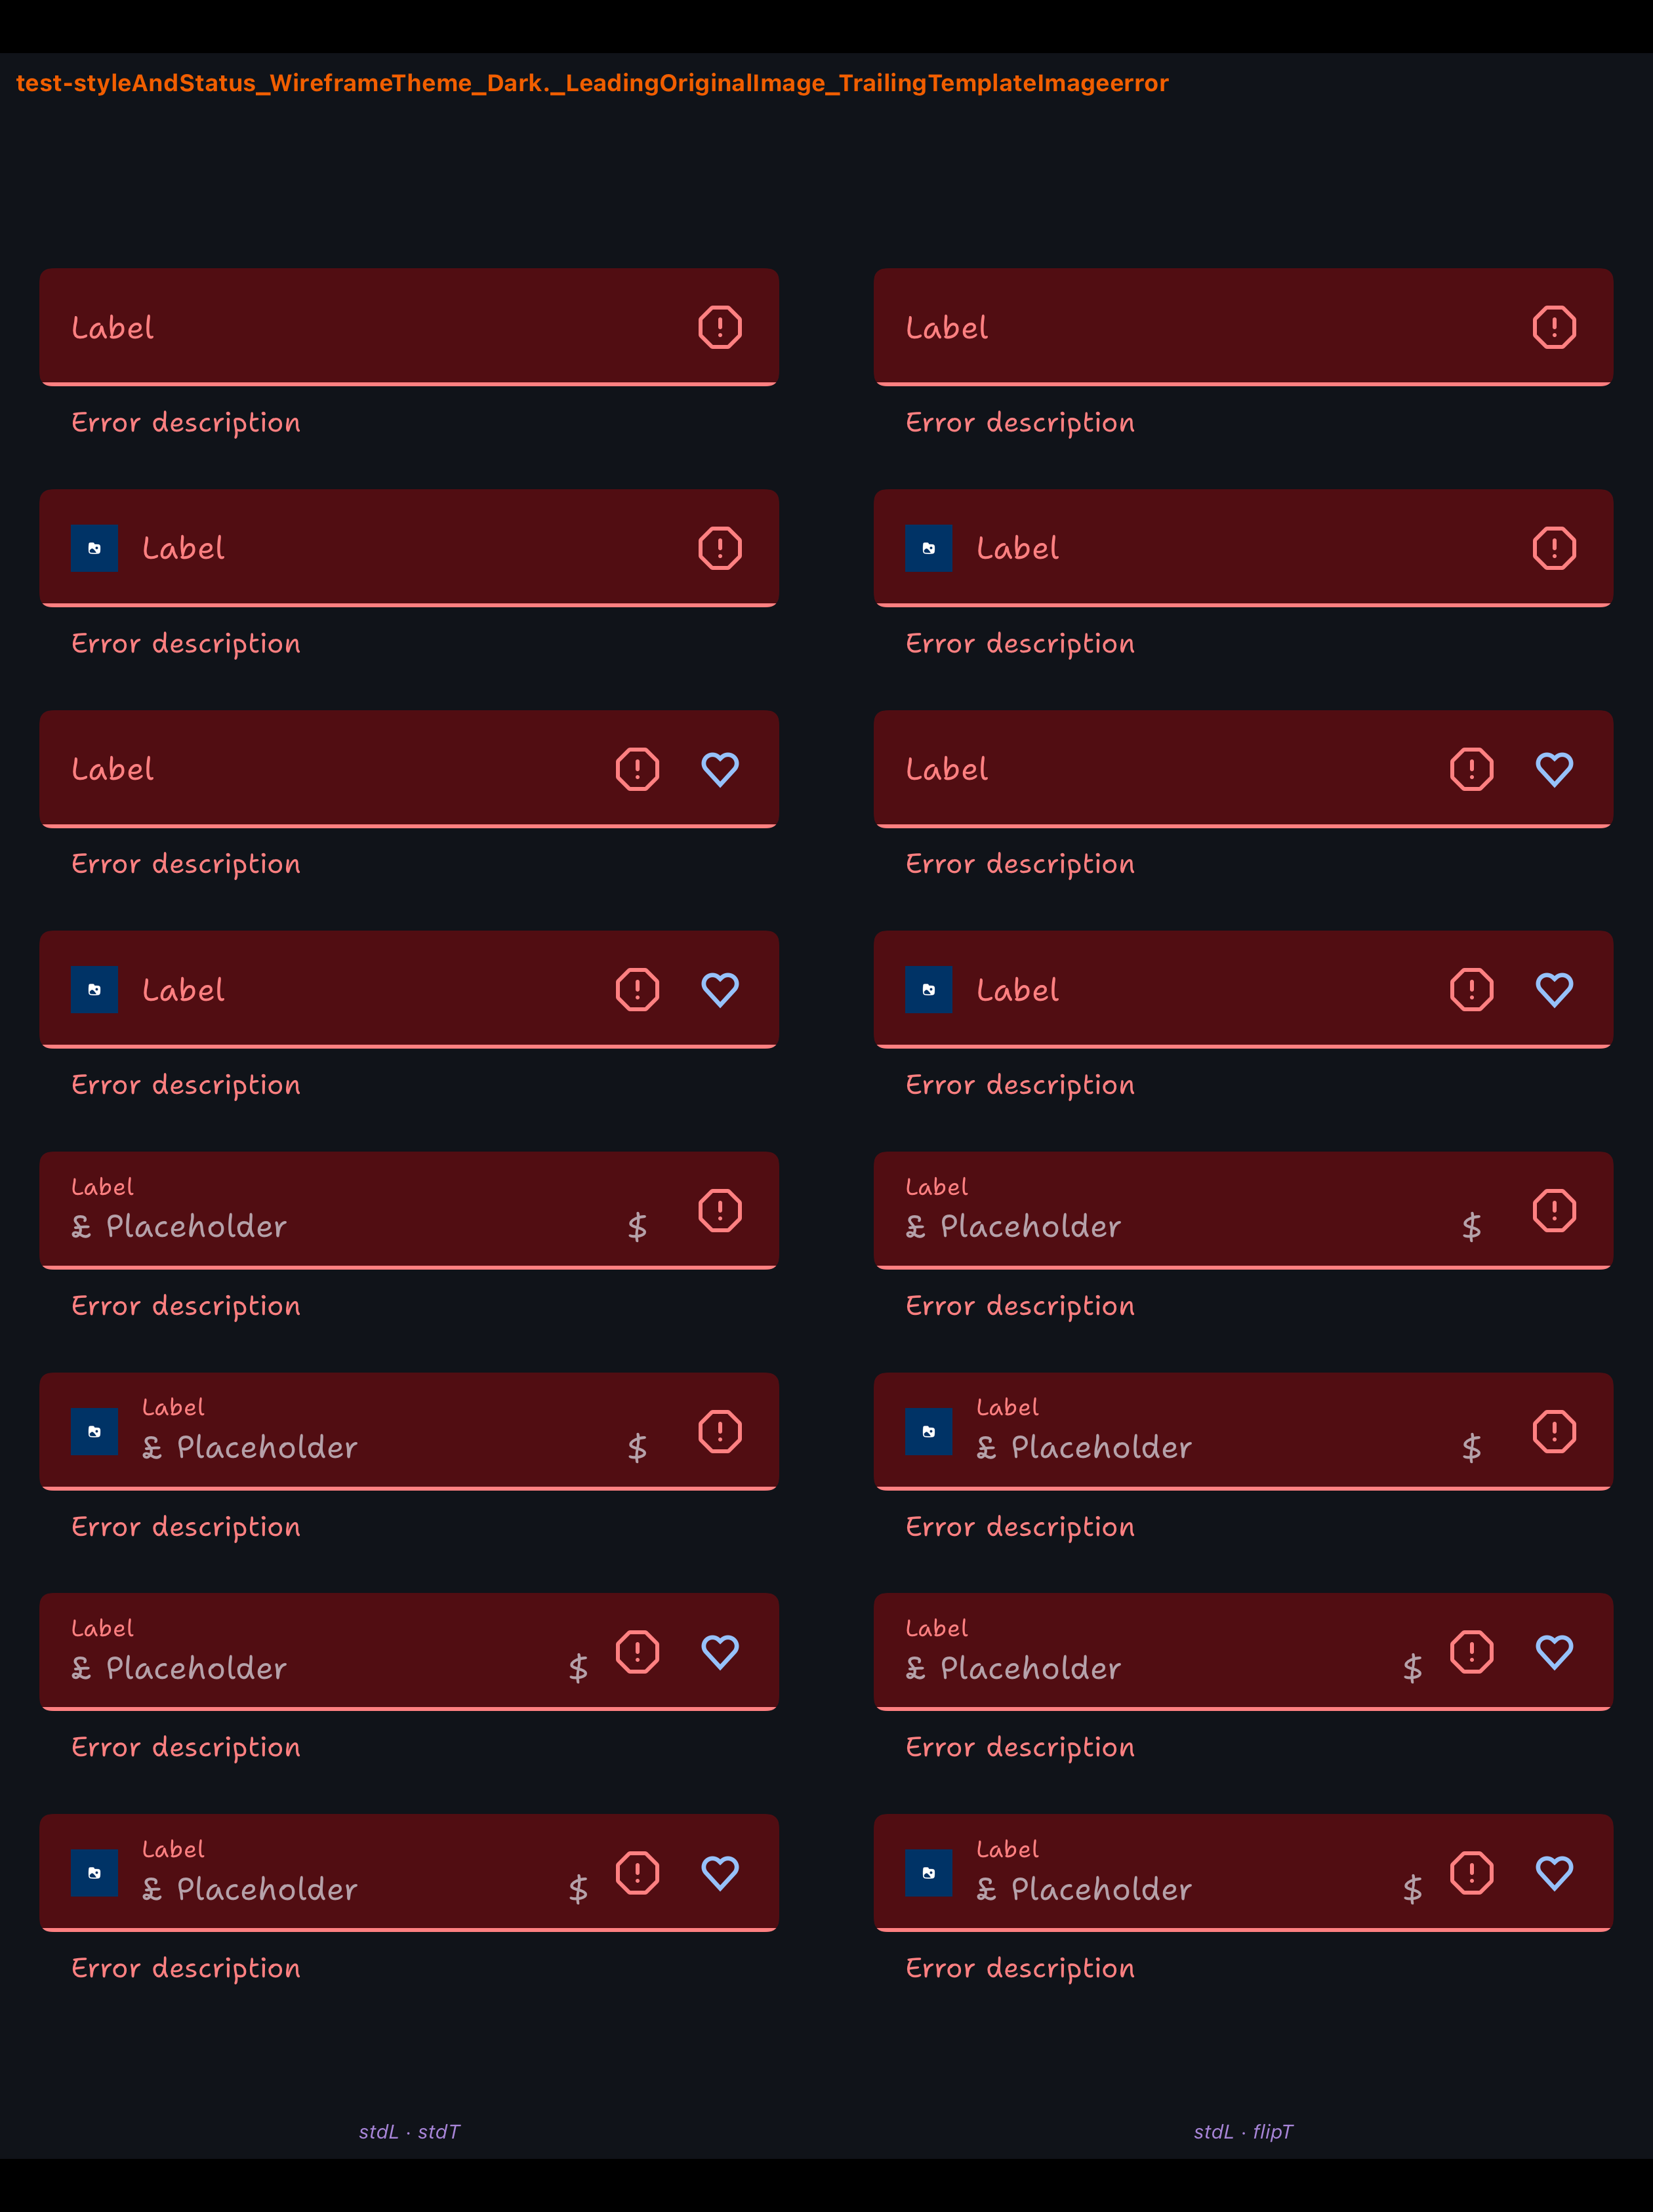 test-styleAndStatus_WireframeTheme_Dark._LeadingOriginalImage_TrailingTemplateImageerror
Label
Error description
Label
Error description
Label
Error description
Label
Error description
Label
£ Placeholder $
Error description
Label
£ Placeholder $
Error description
Label
£ Placeholder $
Error description
Label
£ Placeholder $
Error description
stdL · stdT
Label
Error description
Label
Error description
Label
Error description
Label
Error description
Label
£ Placeholder $
Error description
Label
£ Placeholder $
Error description
Label
£ Placeholder $
Error description
Label
£ Placeholder $
Error description
stdL · flipT